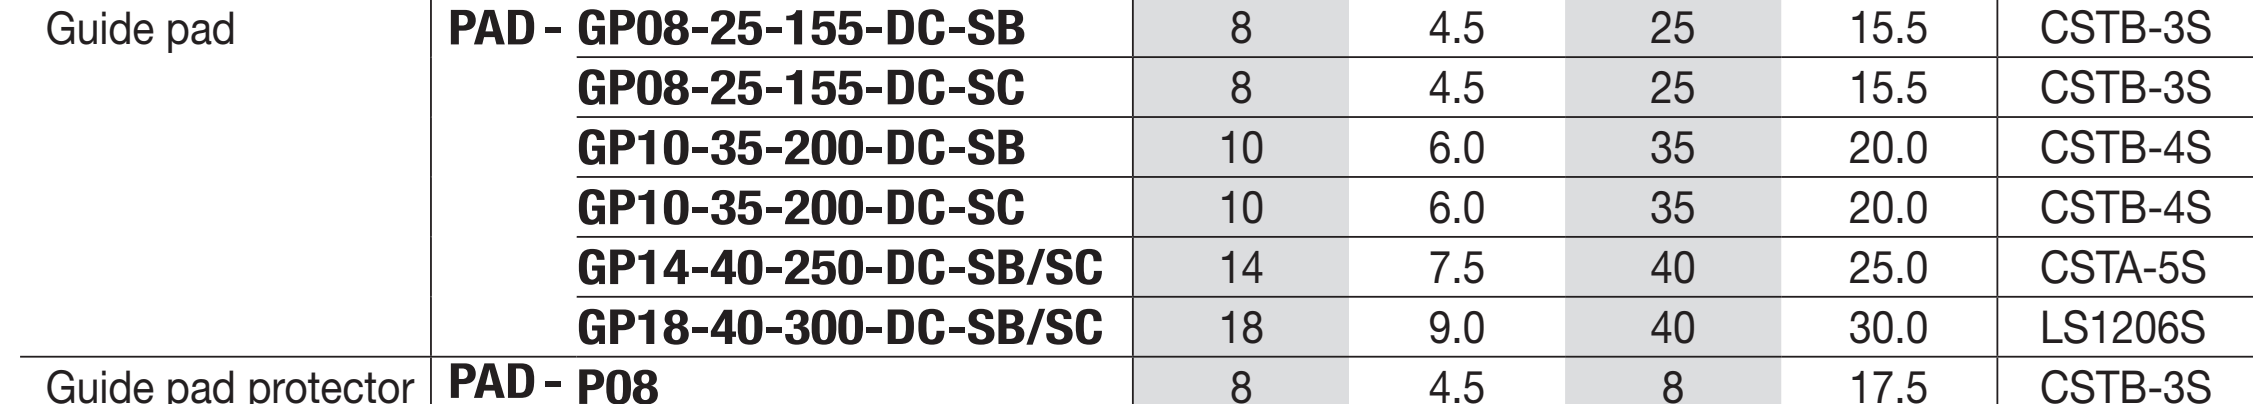 Guide pad PAD - GP08-25-155-DC-SB 8 4.5 25 15.5 CSTB-3S
GP08-25-155-DC-SC 8 4.5 25 15.5 CSTB-3S
GP10-35-200-DC-SB 10 6.0 35 20.0 CSTB-4S
GP10-35-200-DC-SC 10 6.0 35 20.0 CSTB-4S
GP14-40-250-DC-SB/SC 14 7.5 40 25.0 CSTA-5S
GP18-40-300-DC-SB/SC 18 9.0 40 30.0 LS1206S
Guide pad protector PAD - P08 8 4.5 8 17.5 CSTB-3S